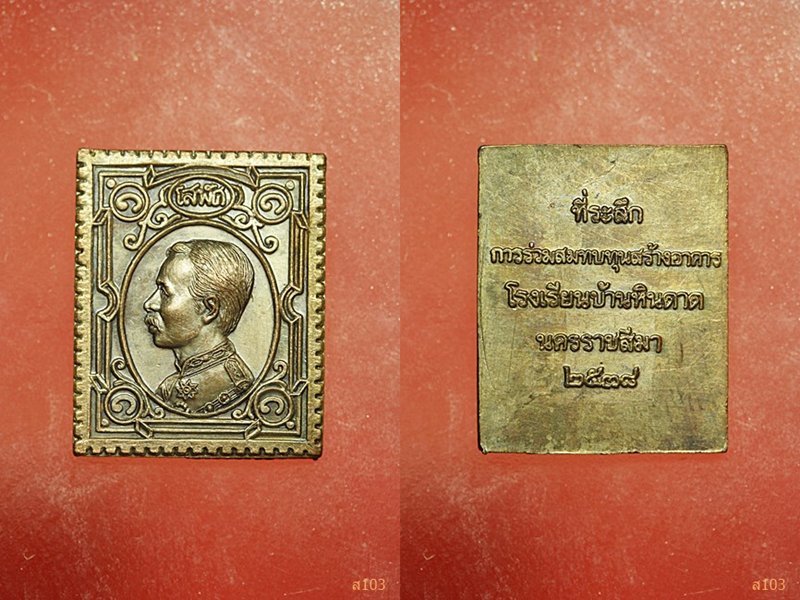 โสฬศ
๑ ๑
๑ ๑
ที่ระลึก
การร่วมสมทบทุนสร้างอาคาร
โรงเรียนบ้านหินดาด
นครราชสีมา
๒๕๓๘
ส103
ส103